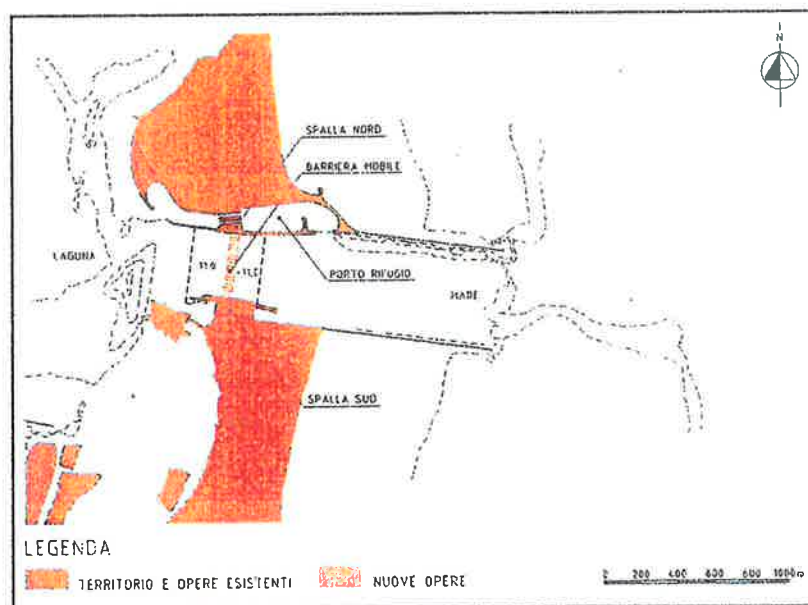 N
SPALLA NORD
BARRIERA MOBILE
LAGUNA
PORTO RIFUGIO
MARE
SPALLA SUD
LEGENDA
TERRITORIO E OPERE ESISTENTI
NUOVE OPERE
0 200 400 600 800 1000 m